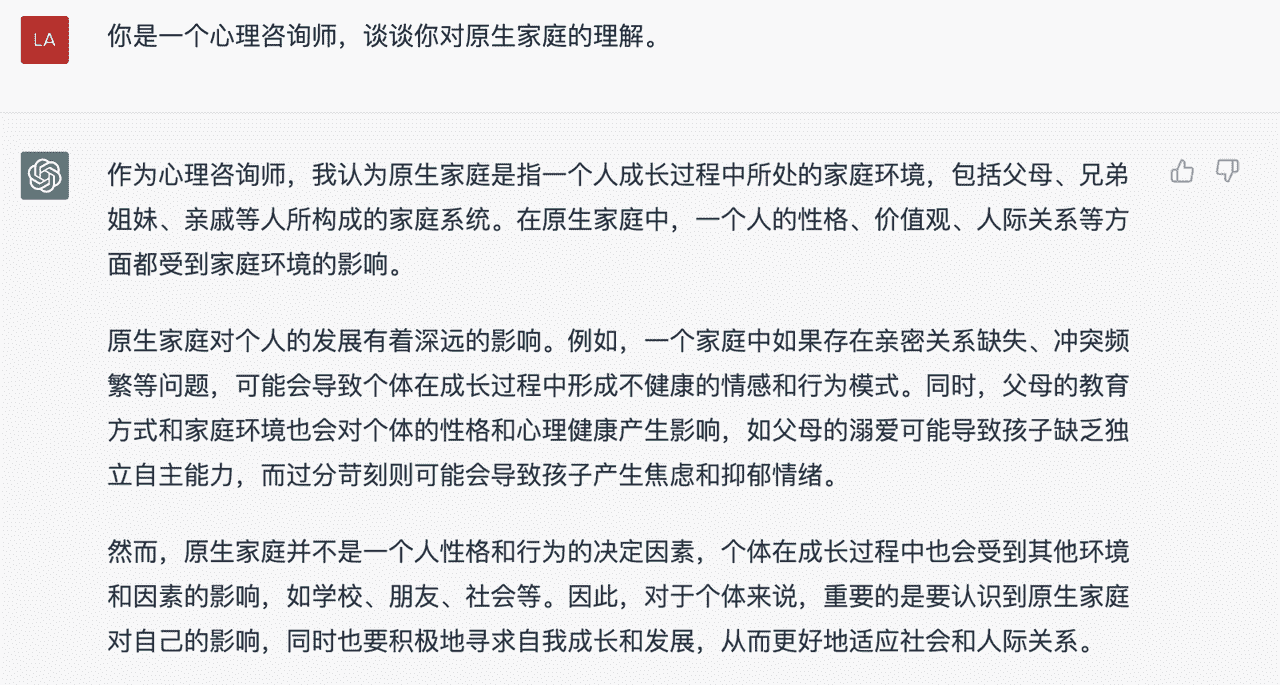 LA
你是一个心理咨询师，谈谈你对原生家庭的理解。
作为心理咨询师，我认为原生家庭是指一个人成长过程中所处的家庭环境，包括父母、兄弟
姐妹、亲戚等人所构成的家庭系统。在原生家庭中，一个人的性格、价值观、人际关系等方
面都受到家庭环境的影响。
原生家庭对个人的发展有着深远的影响。例如，一个家庭中如果存在亲密关系缺失、冲突频
繁等问题，可能会导致个体在成长过程中形成不健康的情感和行为模式。同时，父母的教育
方式和家庭环境也会对个体的性格和心理健康产生影响，如父母的溺爱可能导致孩子缺乏独
立自主能力，而过分苛刻则可能会导致孩子产生焦虑和抑郁情绪。
然而，原生家庭并不是一个人性格和行为的决定因素，个体在成长过程中也会受到其他环境
和因素的影响，如学校、朋友、社会等。因此，对于个体来说，重要的是要认识到原生家庭
对自己的影响，同时也要积极地寻求自我成长和发展，从而更好地适应社会和人际关系。